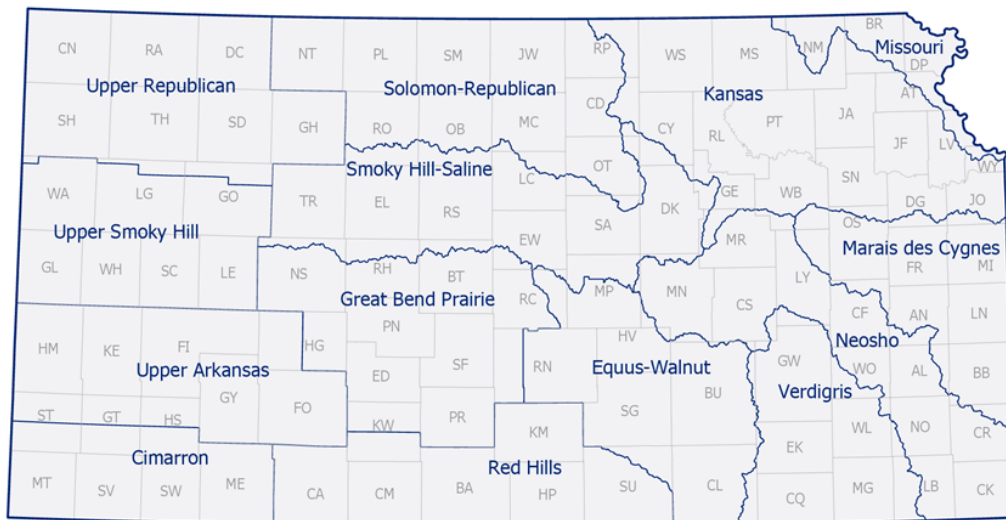 CN RA DC NT PL SM JW RP WS MS NM BR
Missouri
DP
Upper Republican
Solomon-Republican
Kansas
AT
CD
SH TH SD GH RO OB MC CY RL PT JA JF LV
Smoky Hill-Saline
OT
WY
WA LG GO TR EL RS LC GE WB SN DG JO
DK
OS
Upper Smoky Hill
SA
EW
MR
Marais des Cygnes
GL WH SC LE NS RH BT RC MP MN CS LY FR MI
Great Bend Prairie
CF AN LN
PN
HV
Neosho
HM KE FI HG ED SF RN
Equus-Walnut
GW WO AL BB
Upper Arkansas
GY
Verdigris
BU
ST GT HS FO KW PR KM SG WL NO CR
Cimarron
Red Hills
EK
MT SV SW ME CA CM BA HP SU CL CQ MG LB CK